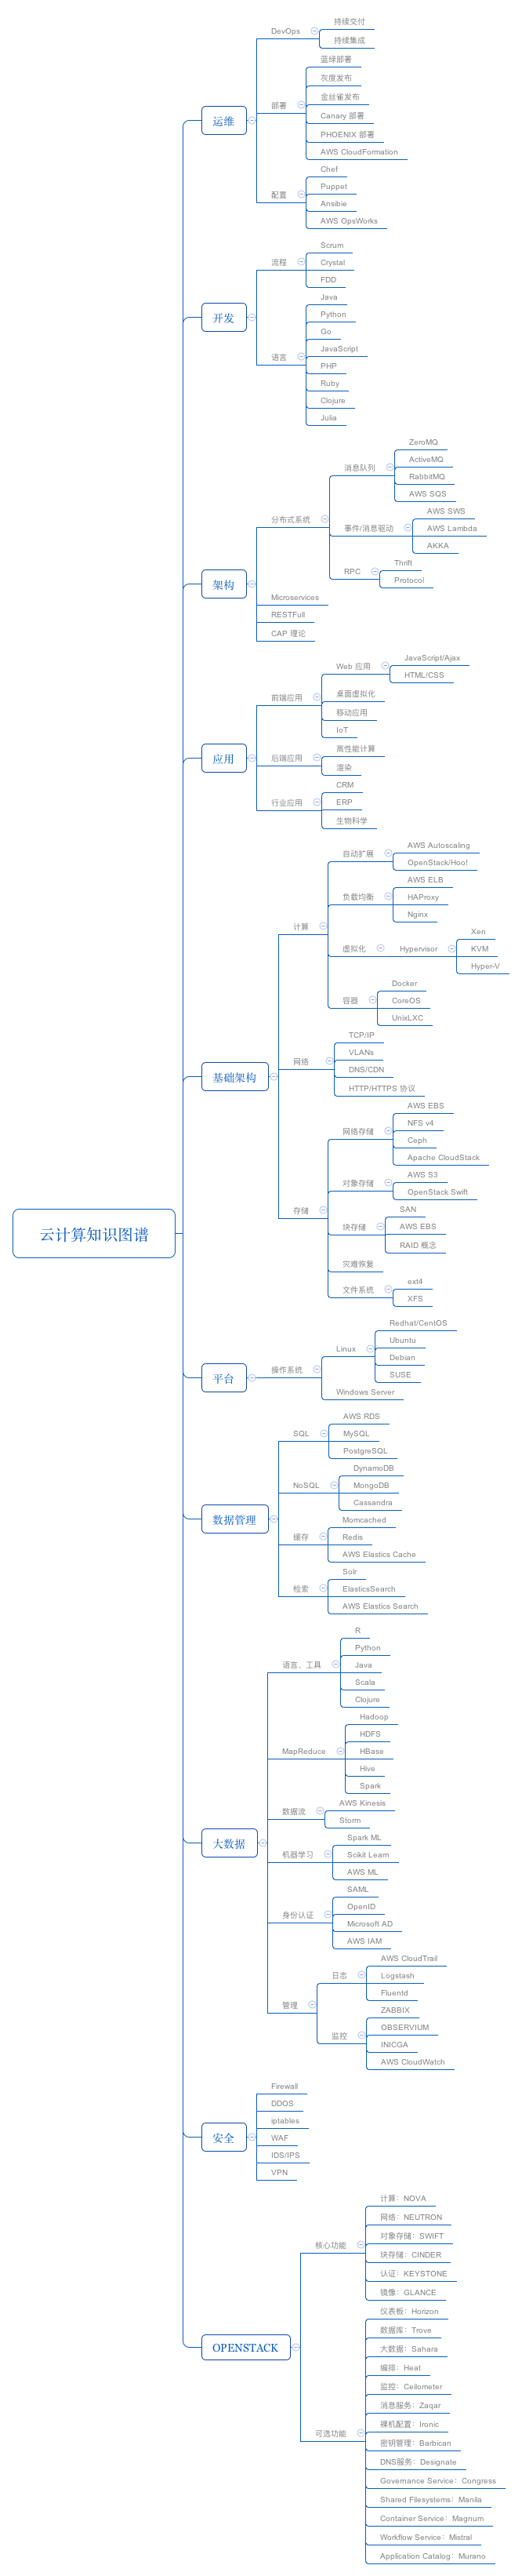 云计算知识图谱
运维
DevOps
持续交付
持续集成
部署
蓝绿部署
灰度发布
金丝雀发布
Canary 部署
PHOENIX 部署
AWS CloudFormation
配置
Chef
Puppet
Ansibie
AWS OpsWorks
开发
流程
Scrum
Crystal
FDD
语言
Java
Python
Go
JavaScript
PHP
Ruby
Clojure
Julia
架构
分布式系统
消息队列
ZeroMQ
ActiveMQ
RabbitMQ
AWS SQS
事件/消息驱动
AWS SWS
AWS Lambda
AKKA
RPC
Thrift
Protocol
Microservices
RESTFull
CAP 理论
应用
前端应用
Web 应用
JavaScript/Ajax
HTML/CSS
桌面虚拟化
移动应用
IoT
后端应用
高性能计算
渲染
行业应用
CRM
ERP
生物科学
基础架构
计算
自动扩展
AWS Autoscaling
OpenStack/Hoo!
负载均衡
AWS ELB
HAProxy
Nginx
虚拟化
Hypervisor
Xen
KVM
Hyper-V
容器
Docker
CoreOS
UnixLXC
网络
TCP/IP
VLANs
DNS/CDN
HTTP/HTTPS 协议
存储
网络存储
AWS EBS
NFS v4
Ceph
Apache CloudStack
对象存储
AWS S3
OpenStack Swift
块存储
SAN
AWS EBS
RAID 概念
灾难恢复
文件系统
ext4
XFS
平台
操作系统
Linux
Redhat/CentOS
Ubuntu
Debian
SUSE
Windows Server
数据管理
SQL
AWS RDS
MySQL
PostgreSQL
NoSQL
DynamoDB
MongoDB
Cassandra
缓存
Momcached
Redis
AWS Elastics Cache
检索
Solr
ElasticsSearch
AWS Elastics Search
大数据
语言、工具
R
Python
Java
Scala
Clojure
MapReduce
Hadoop
HDFS
HBase
Hive
Spark
数据流
AWS Kinesis
Storm
机器学习
Spark ML
Scikit Learn
AWS ML
身份认证
SAML
OpenID
Microsoft AD
AWS IAM
管理
日志
AWS CloudTrail
Logstash
Fluentd
监控
ZABBIX
OBSERVIUM
INICGA
AWS CloudWatch
安全
Firewall
DDOS
iptables
WAF
IDS/IPS
VPN
OPENSTACK
核心功能
计算：NOVA
网络：NEUTRON
对象存储：SWIFT
块存储：CINDER
认证：KEYSTONE
镜像：GLANCE
可选功能
仪表板：Horizon
数据库：Trove
大数据：Sahara
编排：Heat
监控：Ceilometer
消息服务：Zaqar
裸机配置：Ironic
密钥管理：Barbican
DNS服务：Designate
Governance Service：Congress
Shared Filesystems：Manila
Container Service：Magnum
Workflow Service：Mistral
Application Catalog：Murano